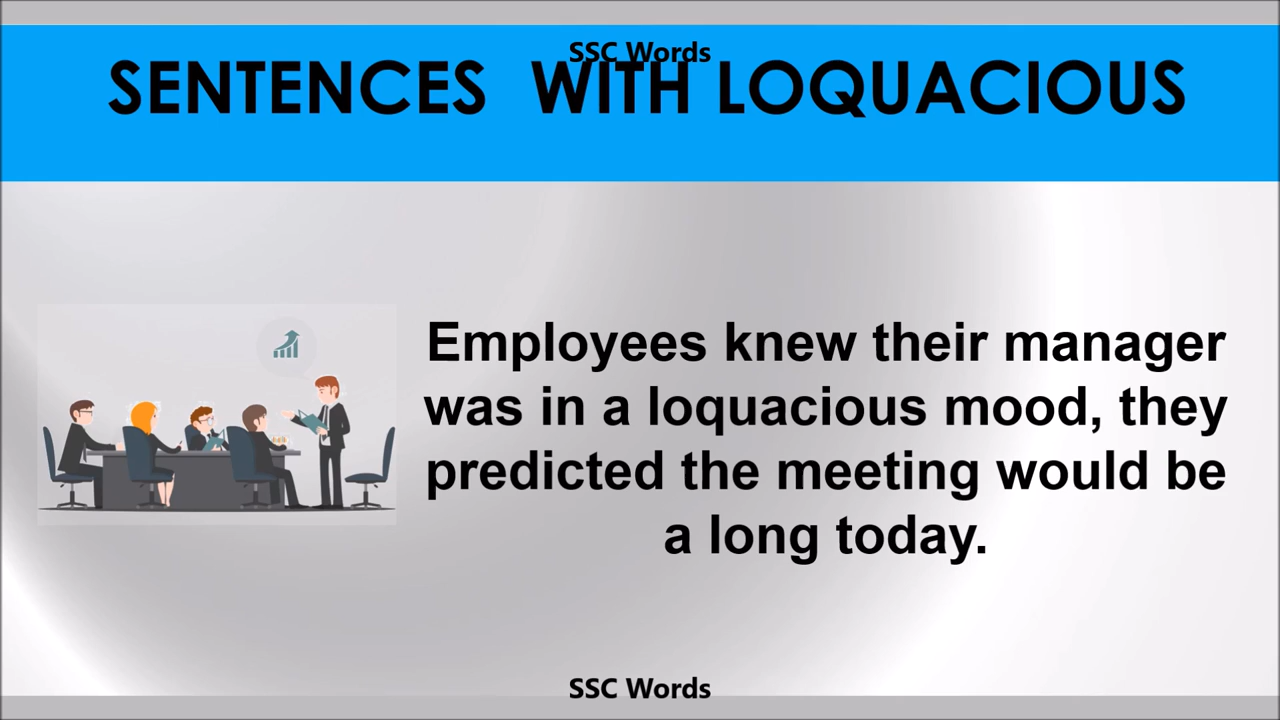 SSC Words
SENTENCES WITH LOQUACIOUS
Employees knew their manager
was in a loquacious mood, they
predicted the meeting would be
a long today.
SSC Words